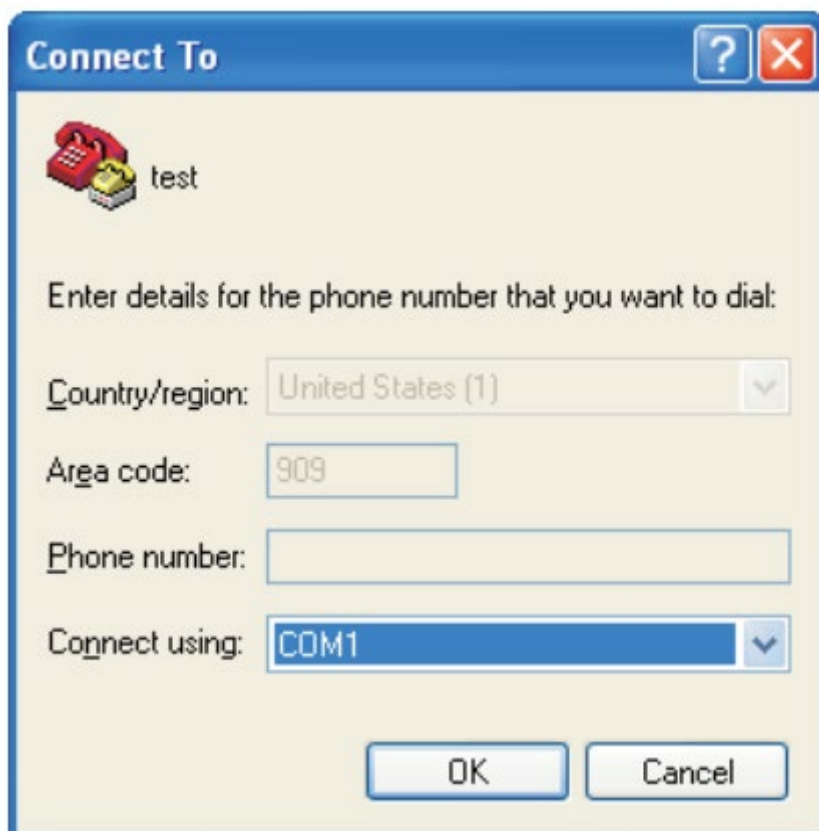 Connect To
test
Enter details for the phone number that you want to dial:
Country/region: United States (1)
Area code: 909
Phone number:
Connect using: COM1
OK Cancel